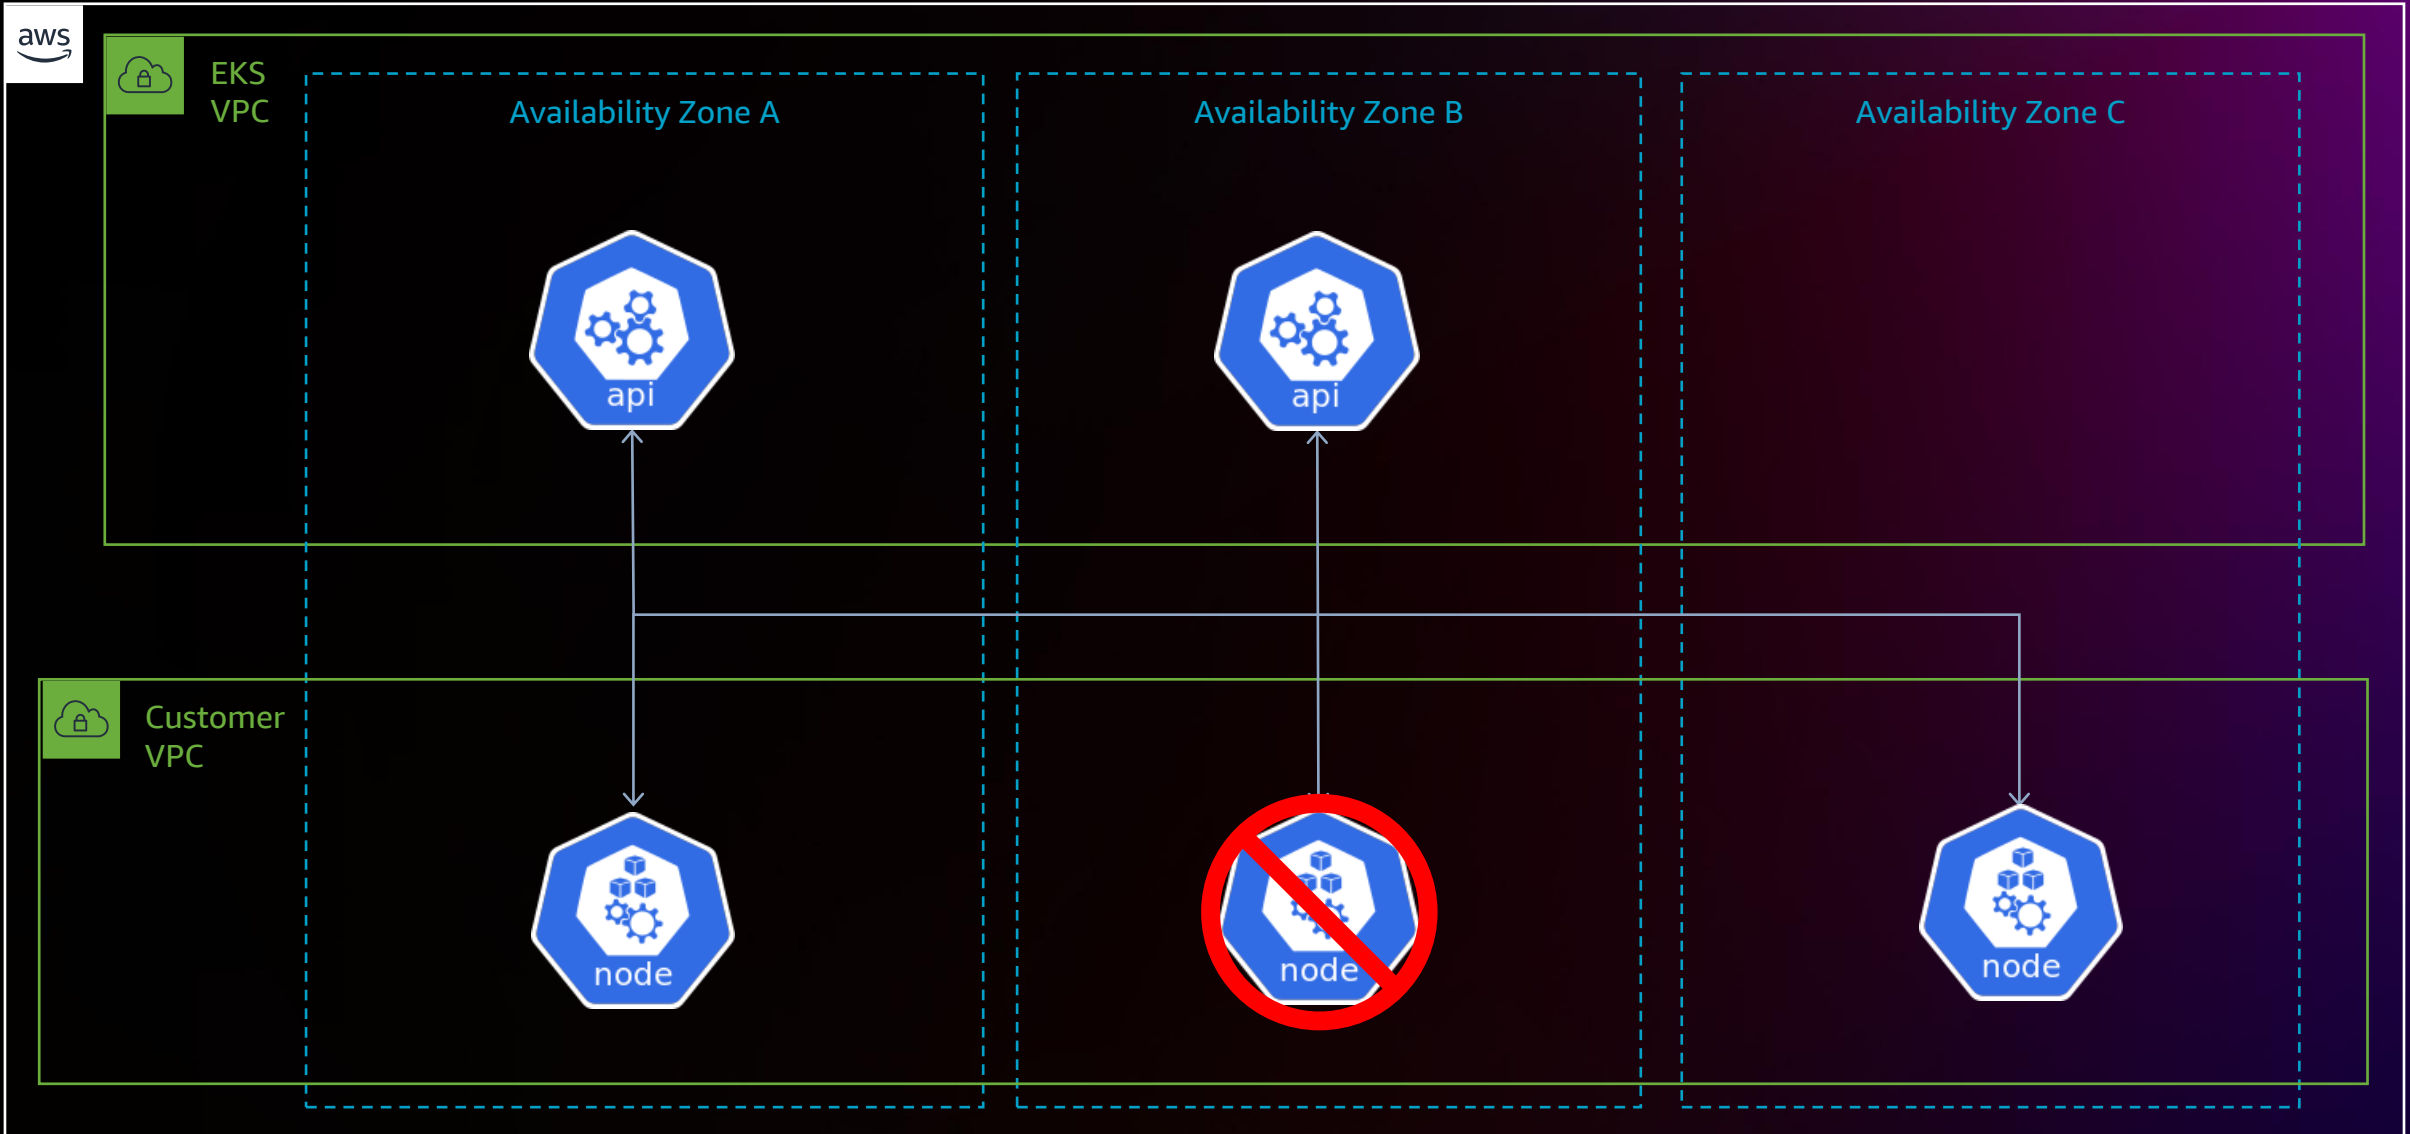 aws
EKS
VPC
Availability Zone A
Availability Zone B
Availability Zone C
api
api
Customer
VPC
node
node
node